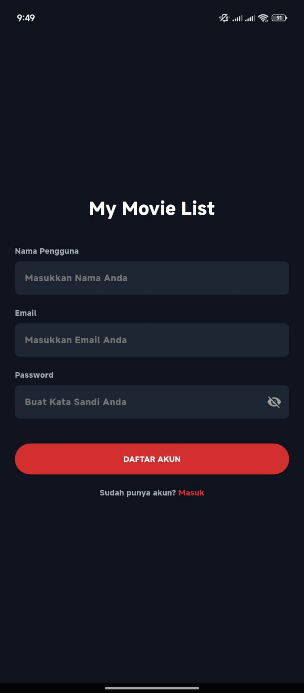 9:49
My Movie List
Nama Pengguna
Masukkan Nama Anda
Email
Masukkan Email Anda
Password
Buat Kata Sandi Anda
DAFTAR AKUN
Sudah punya akun? Masuk